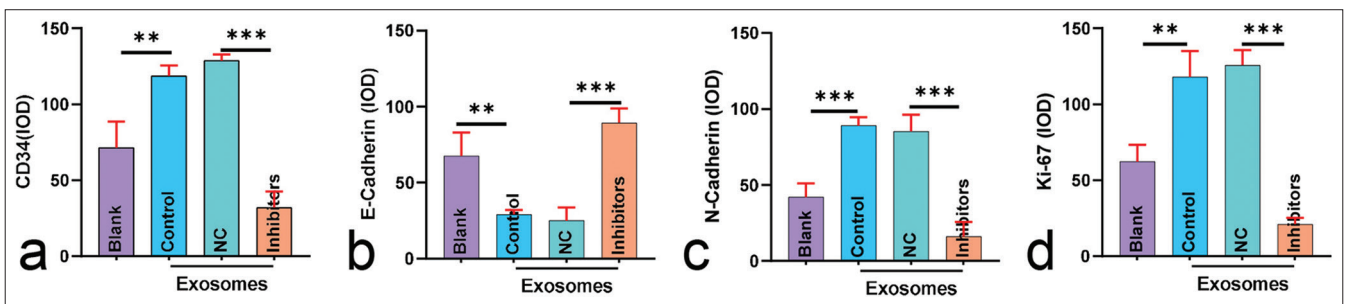 a
CD34(IOD)
150
100
50
0
**
***
Blank
Control
NC
Inhibitors
Exosomes
b
E-Cadherin (IOD)
150
100
50
0
**
***
Blank
Control
NC
Inhibitors
Exosomes
c
N-Cadherin (IOD)
150
100
50
0
***
***
Blank
Control
NC
Inhibitors
Exosomes
d
Ki-67 (IOD)
150
100
50
0
**
***
Blank
Control
NC
Inhibitors
Exosomes